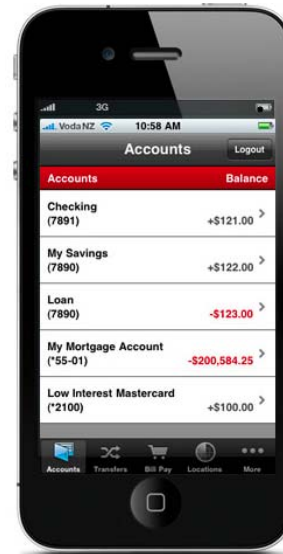 3G
Voda NZ 10:58 AM
Accounts Logout
Accounts Balance
Checking
(7891) +$121.00
My Savings
(7890) +$122.00
Loan
(7890) -$123.00
My Mortgage Account
(*55-01) -$200,584.25
Low Interest Mastercard
(*2100) +$100.00
Accounts Transfers Bill Pay Locations More